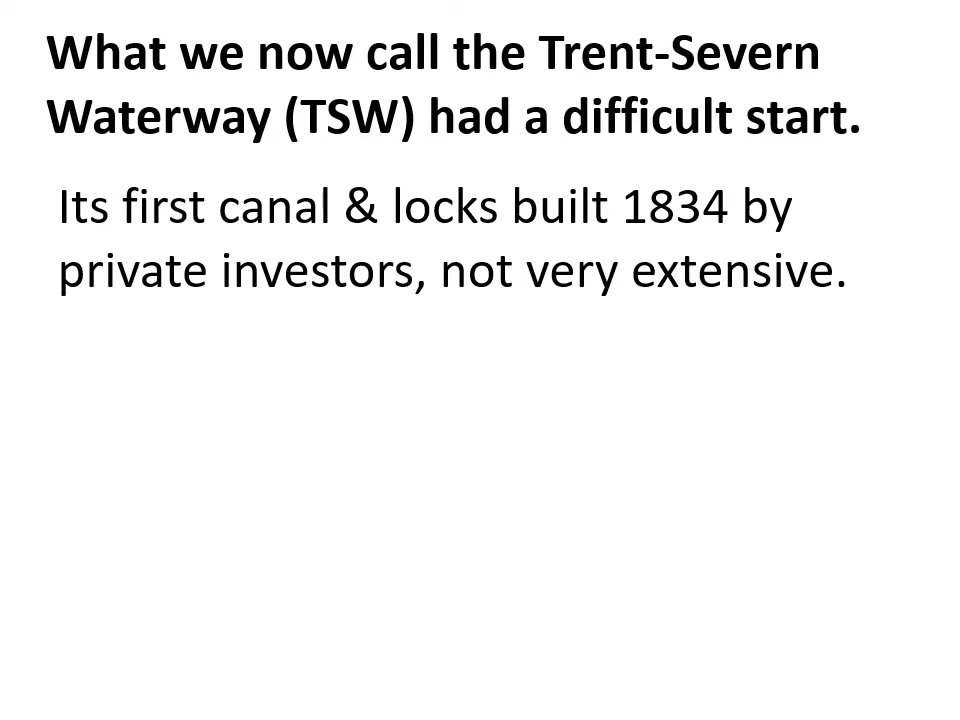 What we now call the Trent-Severn
Waterway (TSW) had a difficult start.
Its first canal & locks built 1834 by
private investors, not very extensive.